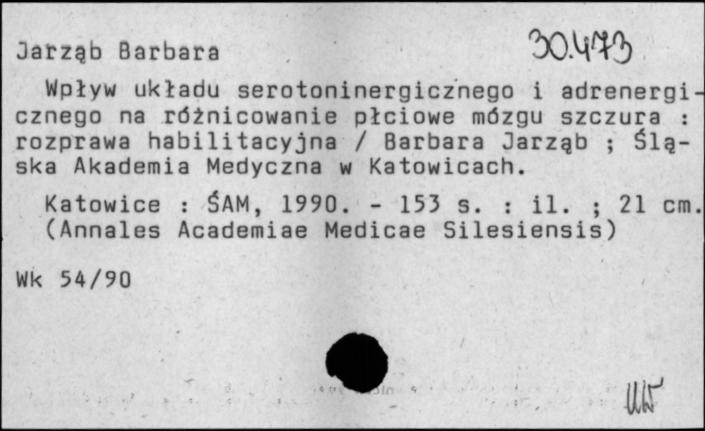 Jarząb Barbara
30.473
Wpływ układu serotoninergicznego i adrenergi-
cznego na różnicowanie płciowe mózgu szczura :
rozprawa habilitacyjna / Barbara Jarząb ; Ślą-
ska Akademia Medyczna w Katowicach.
Katowice : ŚAM, 1990. - 153 s. : il. ; 21 cm.
(Annales Academiae Medicae Silesiensis)
Wk 54/90